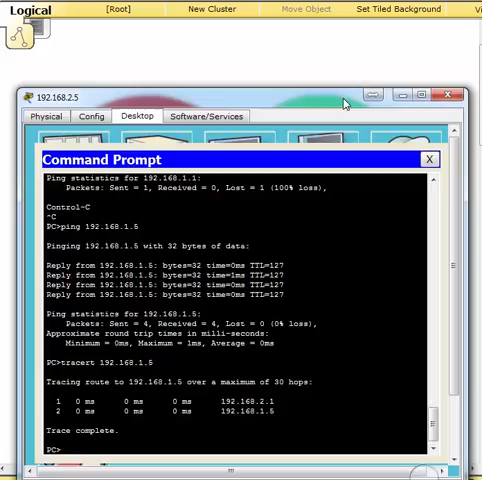 Logical [Root] New Cluster Move Object Set Tiled Background Vi
192.168.2.5
Physical Config Desktop Software/Services
Command Prompt X
Ping statistics for 192.168.1.1:
Packets: Sent = 1, Received = 0, Lost = 1 (100% loss),
Control-C
^C
PC>ping 192.168.1.5
Pinging 192.168.1.5 with 32 bytes of data:
Reply from 192.168.1.5: bytes=32 time=0ms TTL=127
Reply from 192.168.1.5: bytes=32 time=1ms TTL=127
Reply from 192.168.1.5: bytes=32 time=0ms TTL=127
Reply from 192.168.1.5: bytes=32 time=0ms TTL=127
Ping statistics for 192.168.1.5:
Packets: Sent = 4, Received = 4, Lost = 0 (0% loss),
Approximate round trip times in milli-seconds:
Minimum = 0ms, Maximum = 1ms, Average = 0ms
PC>tracert 192.168.1.5
Tracing route to 192.168.1.5 over a maximum of 30 hops:
1 0 ms 0 ms 0 ms 192.168.2.1
2 0 ms 0 ms 0 ms 192.168.1.5
Trace complete.
PC>